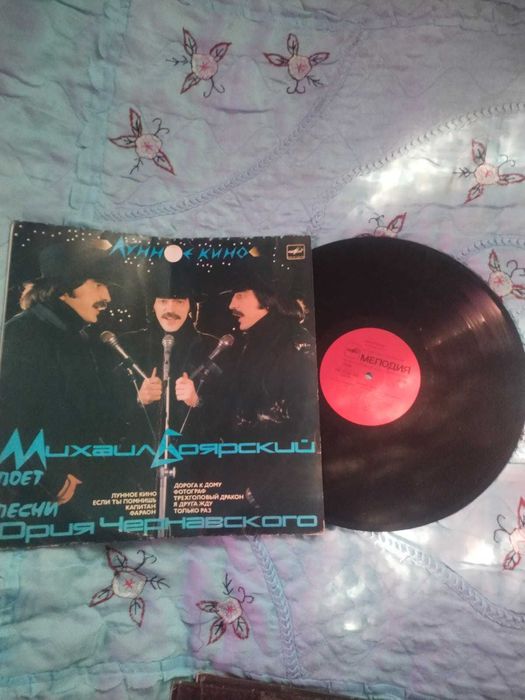 ЛУННОЕ КИНО
МЕЛОДИЯ
Михаил Боярский
ПОЕТ
ПЕСНИ
Юрия Чернавского
ЛУННОЕ КИНО
ЕСЛИ ТЫ ПОМНИШЬ
КАПИТАН
ФАРАОН
ДОРОГА К ДОМУ
ФОТОГРАФ
ТРЕХГОЛОВЫЙ ДРАКОН
Я ДРУГА ЖДУ
ТОЛЬКО РАЗ